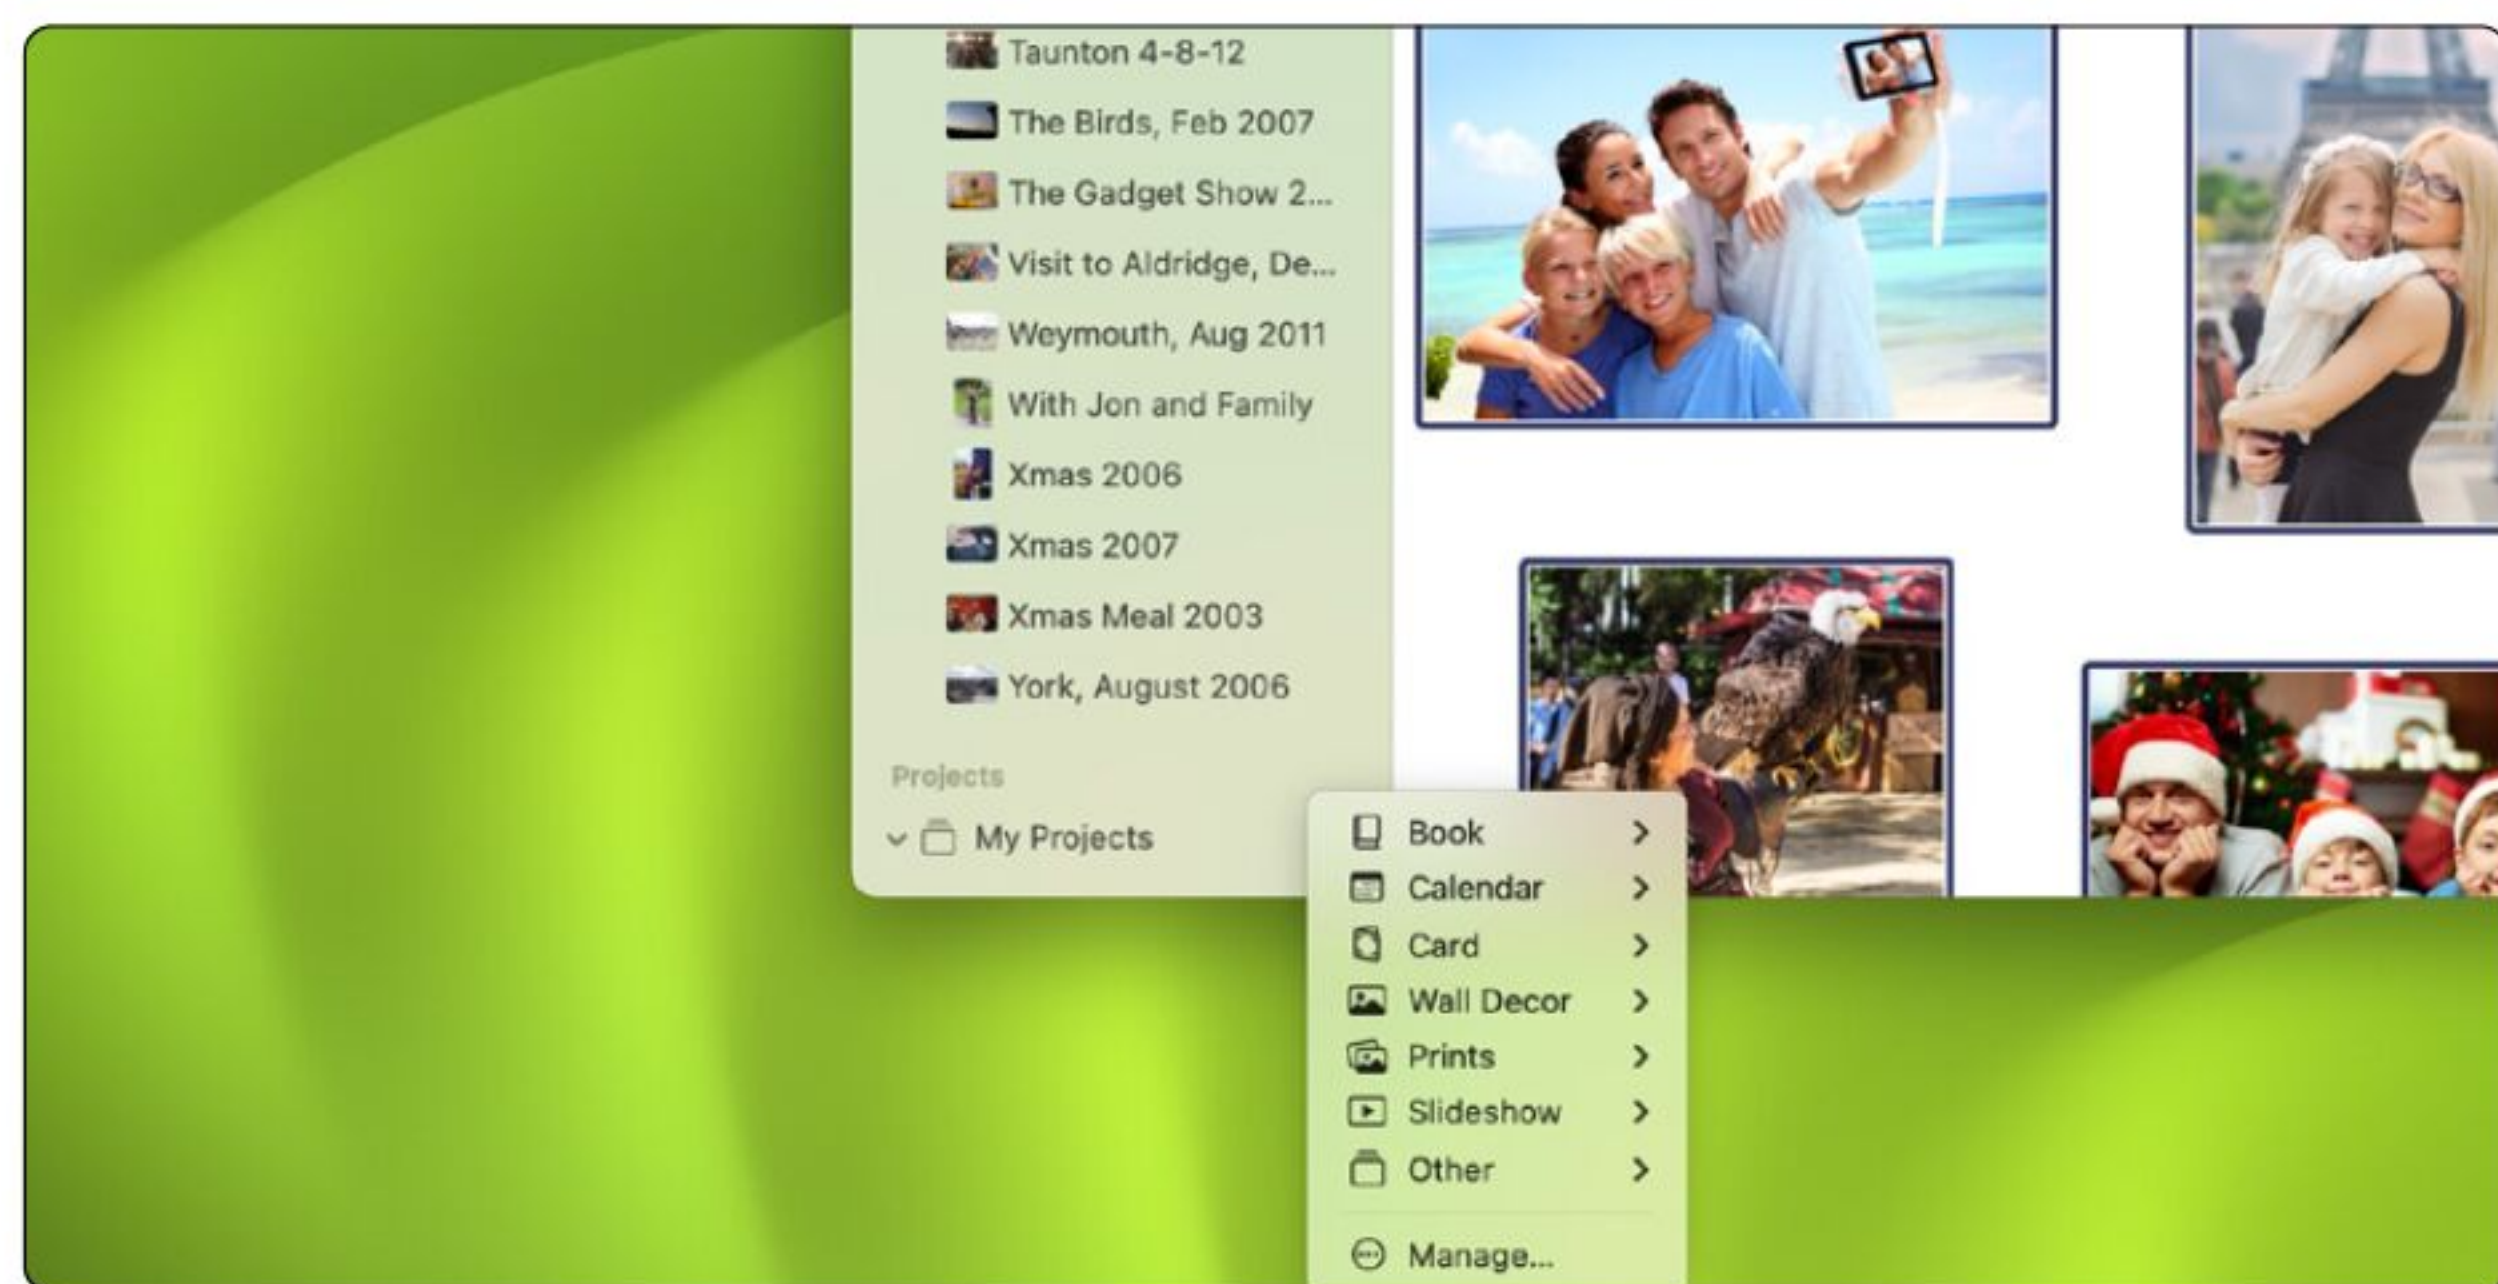 Taunton 4-8-12
The Birds, Feb 2007
The Gadget Show 2...
Visit to Aldridge, De...
Weymouth, Aug 2011
With Jon and Family
Xmas 2006
Xmas 2007
Xmas Meal 2003
York, August 2006
Projects
My Projects
Book
Calendar
Card
Wall Decor
Prints
Slideshow
Other
Manage...